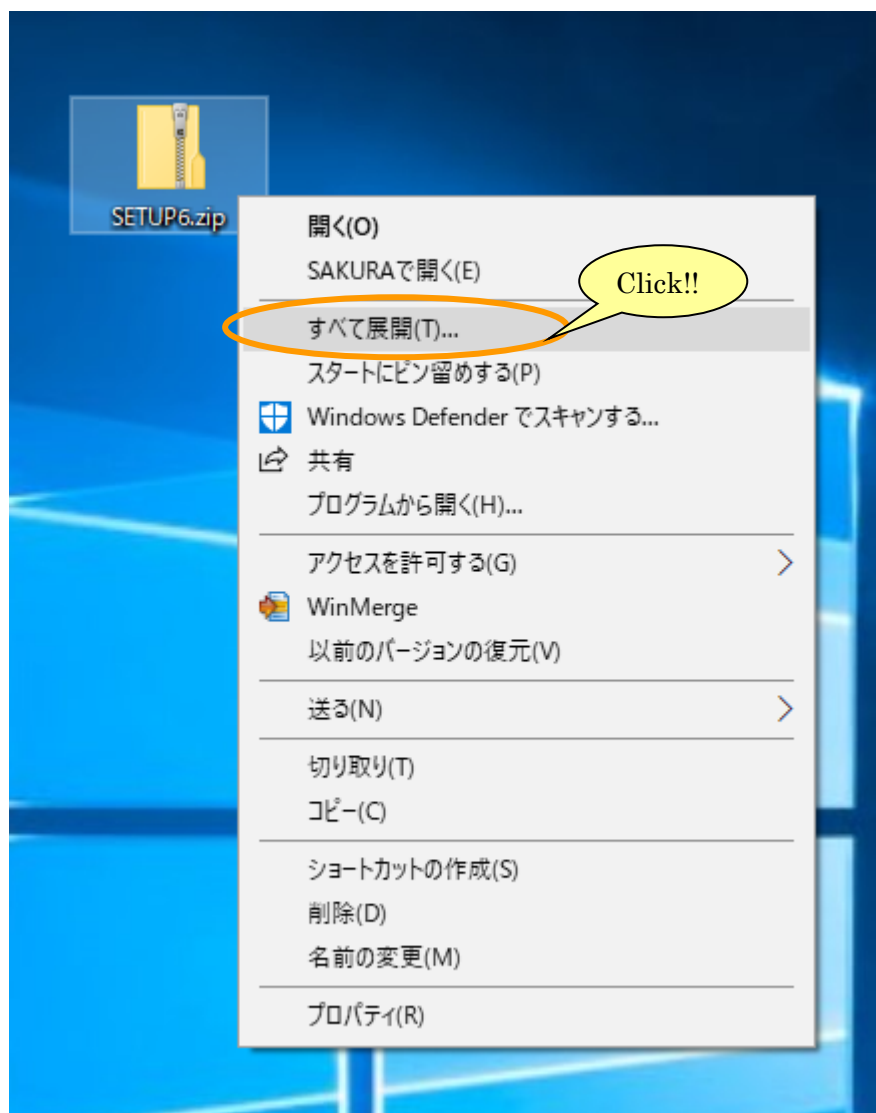 SETUP6.zip
開く(O)
SAKURAで開く(E)
Click!!
すべて展開(T)...
スタートにピン留めする(P)
Windows Defender でスキャンする...
共有
プログラムから開く(H)...
アクセスを許可する(G)
WinMerge
以前のバージョンの復元(V)
送る(N)
切り取り(T)
コピー(C)
ショートカットの作成(S)
削除(D)
名前の変更(M)
プロパティ(R)